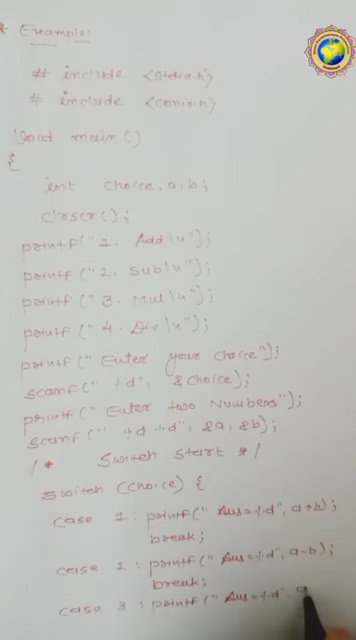 * Example:
# include <stdio.h>
# include <conio.h>
Void main ()
{
int choice, a, b;
clrscr ();
printf("1. Add \n");
printf ("2. Sub \n");
printf ("3. Mul \n");
printf ("4. Div \n");
printf (" Enter your choice");
scanf (" %d", &choice);
printf (" Enter two Numbers");
scanf (" %d %d", &a, &b);
/* Switch start */
Switch (choice) {
case 1 : printf (" Ans = %d", a+b);
break;
case 2 : printf (" Ans = %d", a-b);
break;
case 3 : printf (" Ans = %d", a